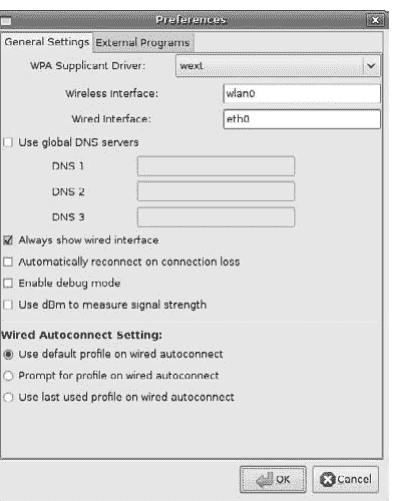 Preferences
General Settings External Programs
WPA Supplicant Driver: wext
Wireless Interface: wlan0
Wired Interface: eth0
Use global DNS servers
DNS 1
DNS 2
DNS 3
Always show wired interface
Automatically reconnect on connection loss
Enable debug mode
Use dBm to measure signal strength
Wired Autoconnect Setting:
Use default profile on wired autoconnect
Prompt for profile on wired autoconnect
Use last used profile on wired autoconnect
OK Cancel